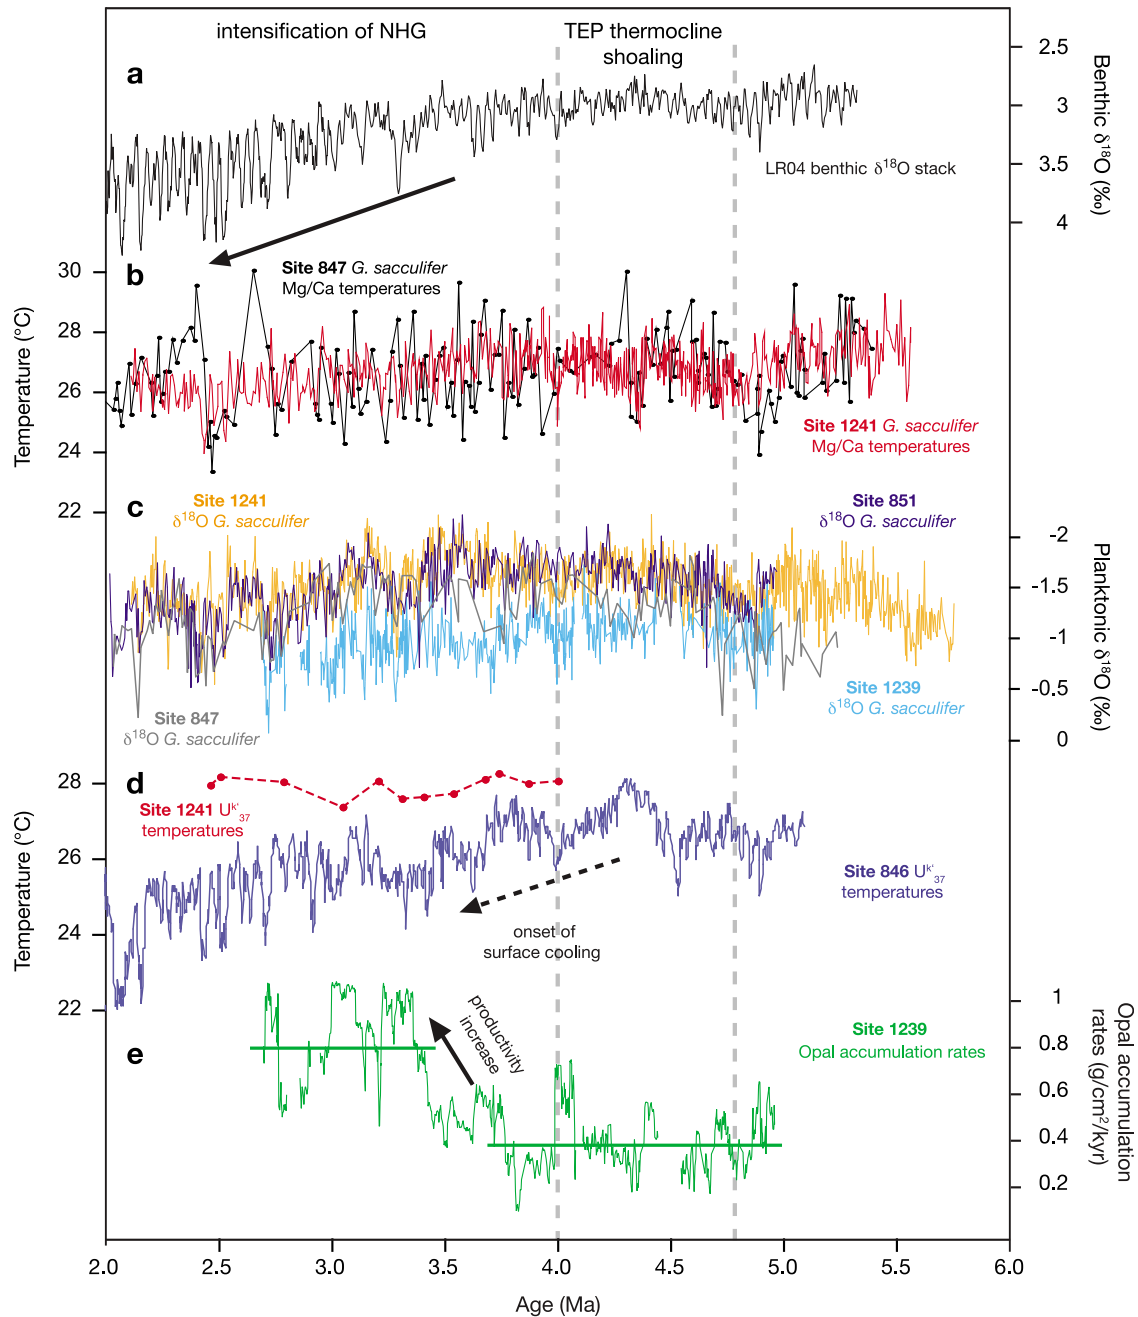 intensification of NHG
TEP thermocline
shoaling
a
2.5
3
3.5
4
Benthic δ¹⁸O (‰)
LR04 benthic δ¹⁸O stack
b
Site 847 G. sacculifer
Mg/Ca temperatures
30
28
26
24
22
Temperature (°C)
Site 1241 G. sacculifer
Mg/Ca temperatures
c
Site 1241
δ¹⁸O G. sacculifer
Site 851
δ¹⁸O G. sacculifer
-2
-1.5
-1
-0.5
0
Planktonic δ¹⁸O (‰)
Site 1239
δ¹⁸O G. sacculifer
Site 847
δ¹⁸O G. sacculifer
d
28
26
24
22
Temperature (°C)
Site 1241 Uᵏ'₃₇
temperatures
Site 846 Uᵏ'₃₇
temperatures
onset of
surface cooling
e
productivity
increase
Site 1239
Opal accumulation rates
1
0.8
0.6
0.4
0.2
Opal accumulation
rates (g/cm²/kyr)
2.0 2.5 3.0 3.5 4.0 4.5 5.0 5.5 6.0
Age (Ma)